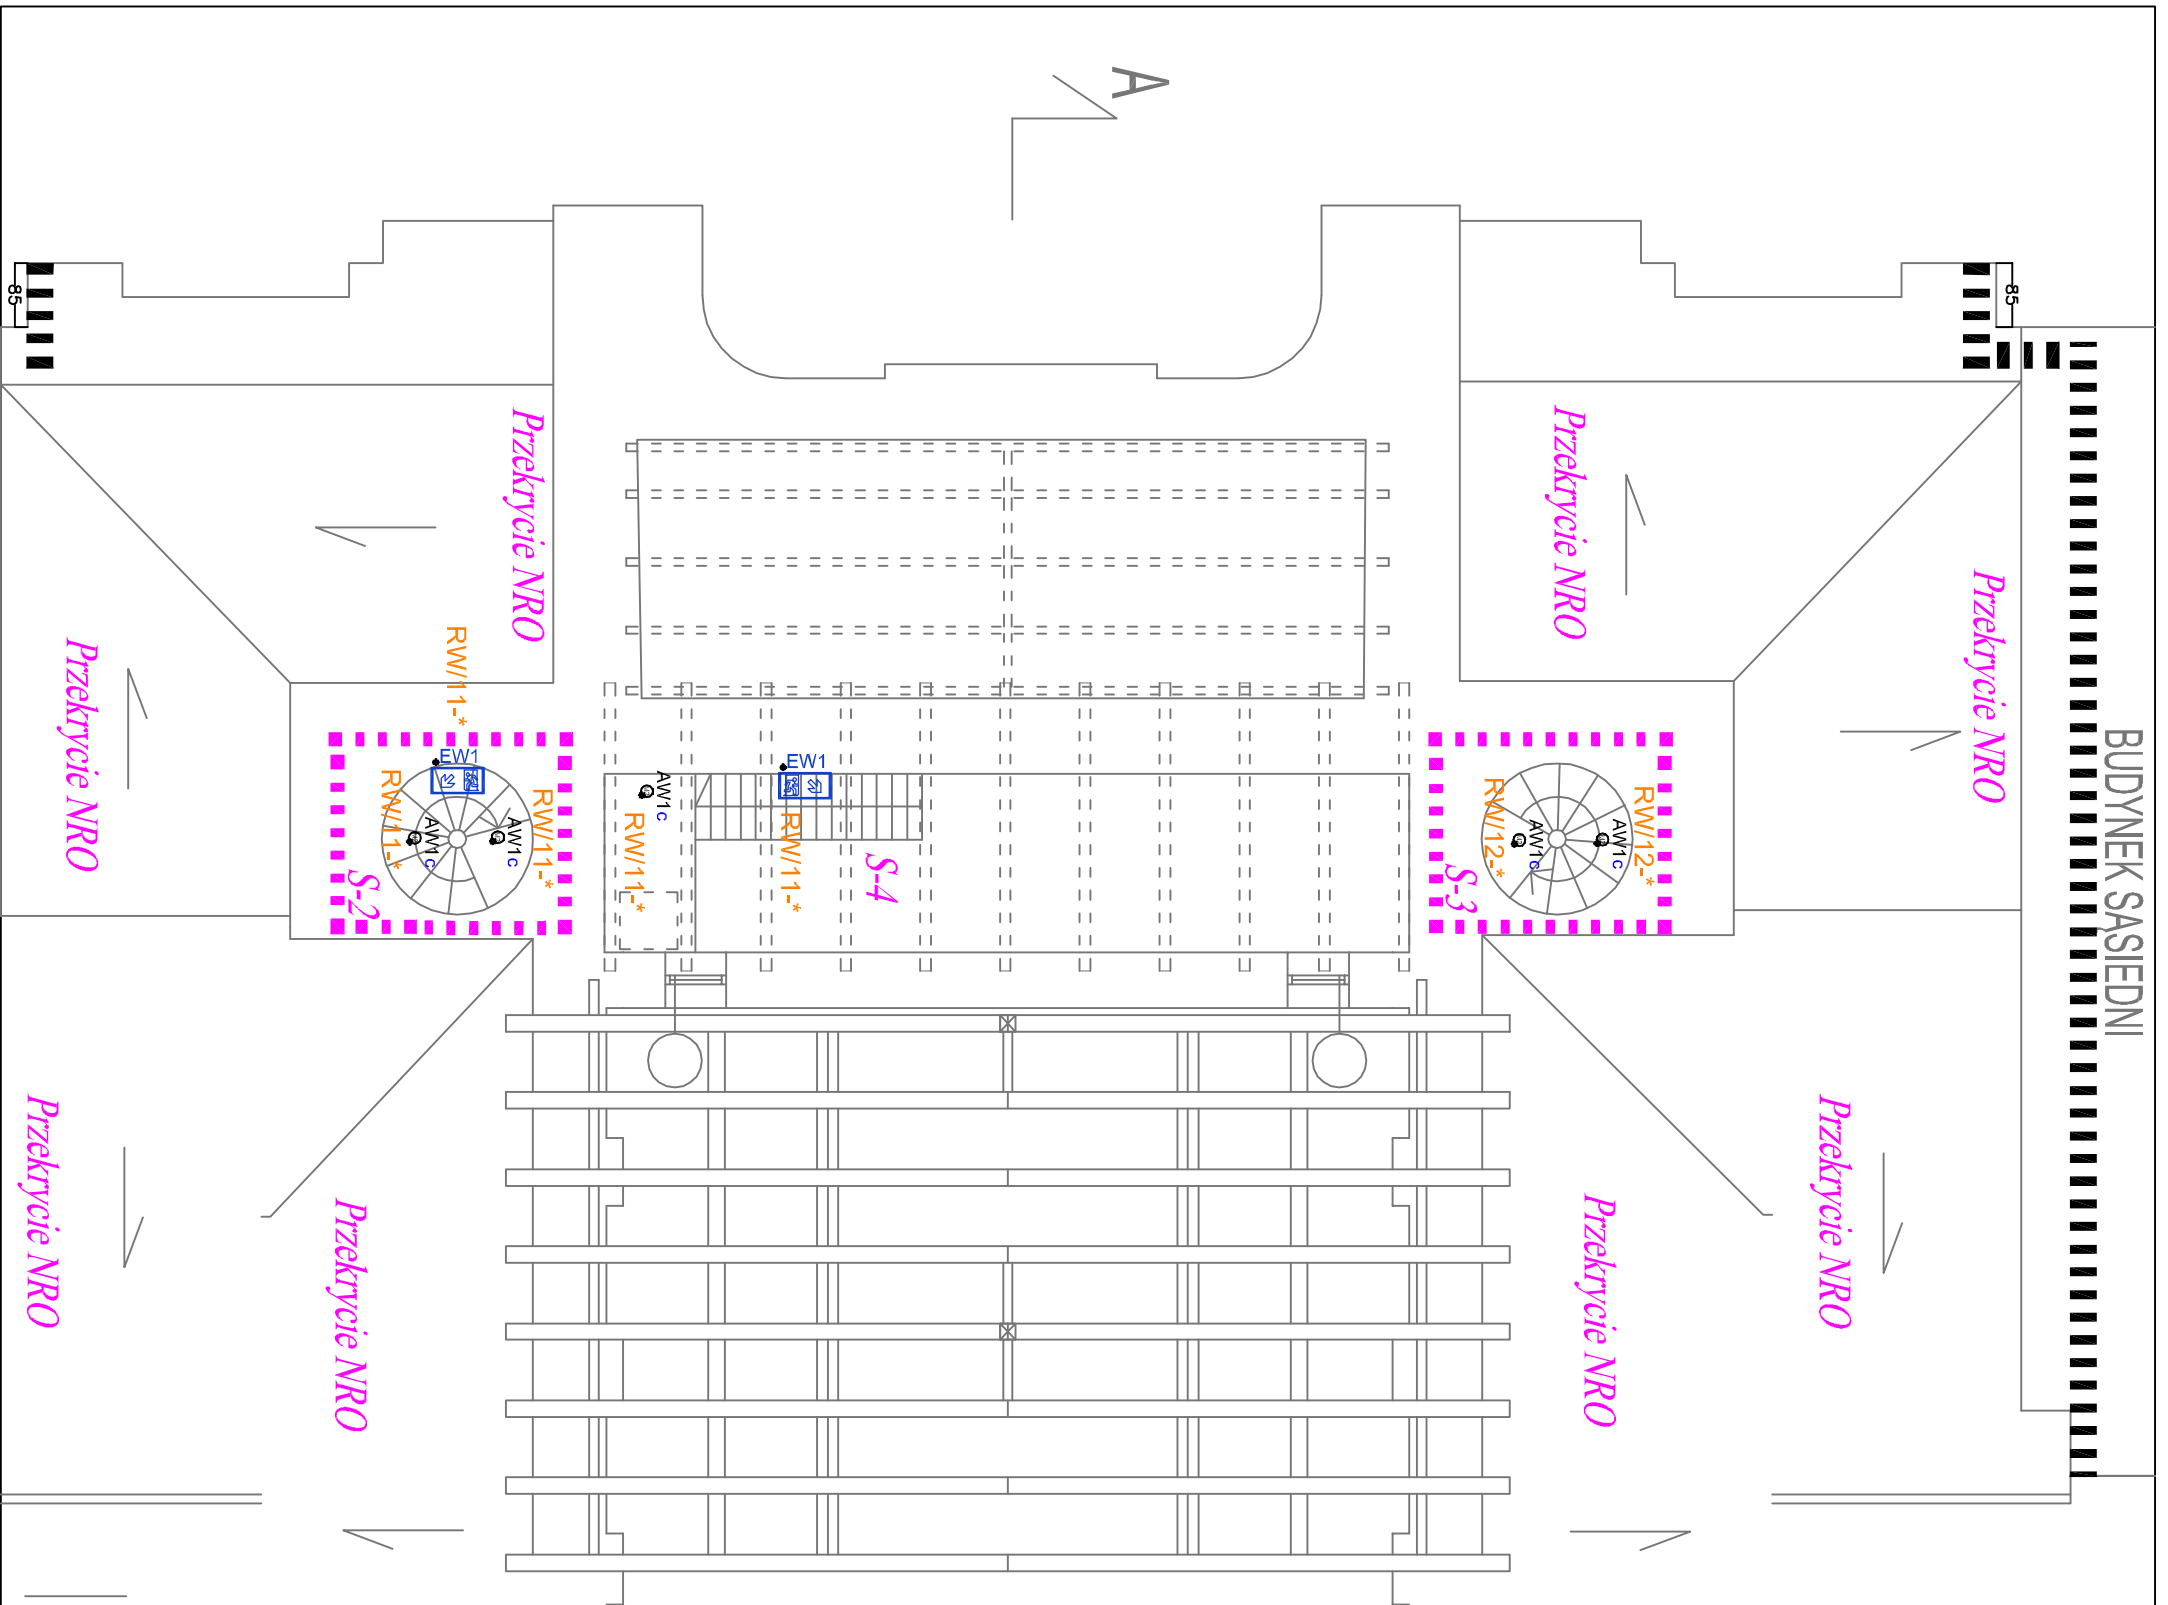 A
85
85
Przekrycie NRO
Przekrycie NRO
Przekrycie NRO
Przekrycie NRO
BUDYNEK SĄSIEDNI
RW/11-*
EW1
RW/11-*
AW1c
AW1c
RW/11-*
S-2
EW1
AW1c
RW/11-*
RW/11-*
S-4
RW/12-*
AW1c
AW1c
RW/12-*
S-3
Przekrycie NRO
Przekrycie NRO
Przekrycie NRO
Przekrycie NRO